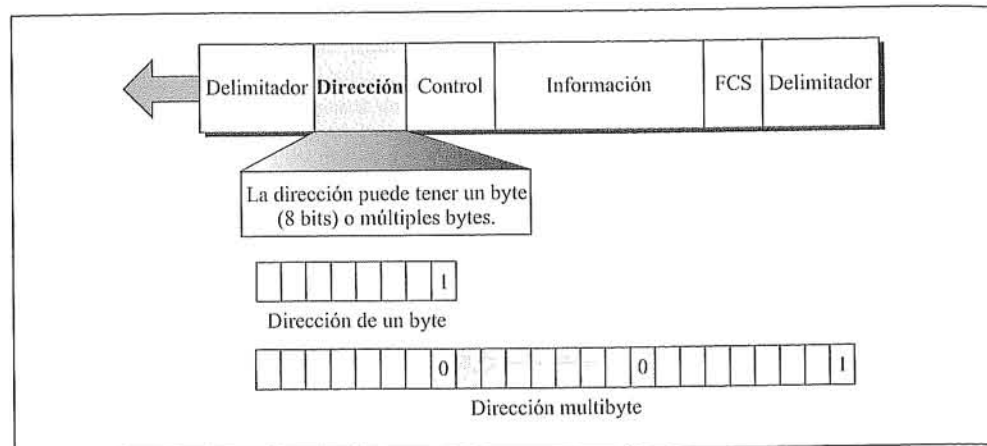 Delimitador Dirección Control Información FCS Delimitador
La dirección puede tener un byte
(8 bits) o múltiples bytes.
1
Dirección de un byte
0 0 1
Dirección multibyte